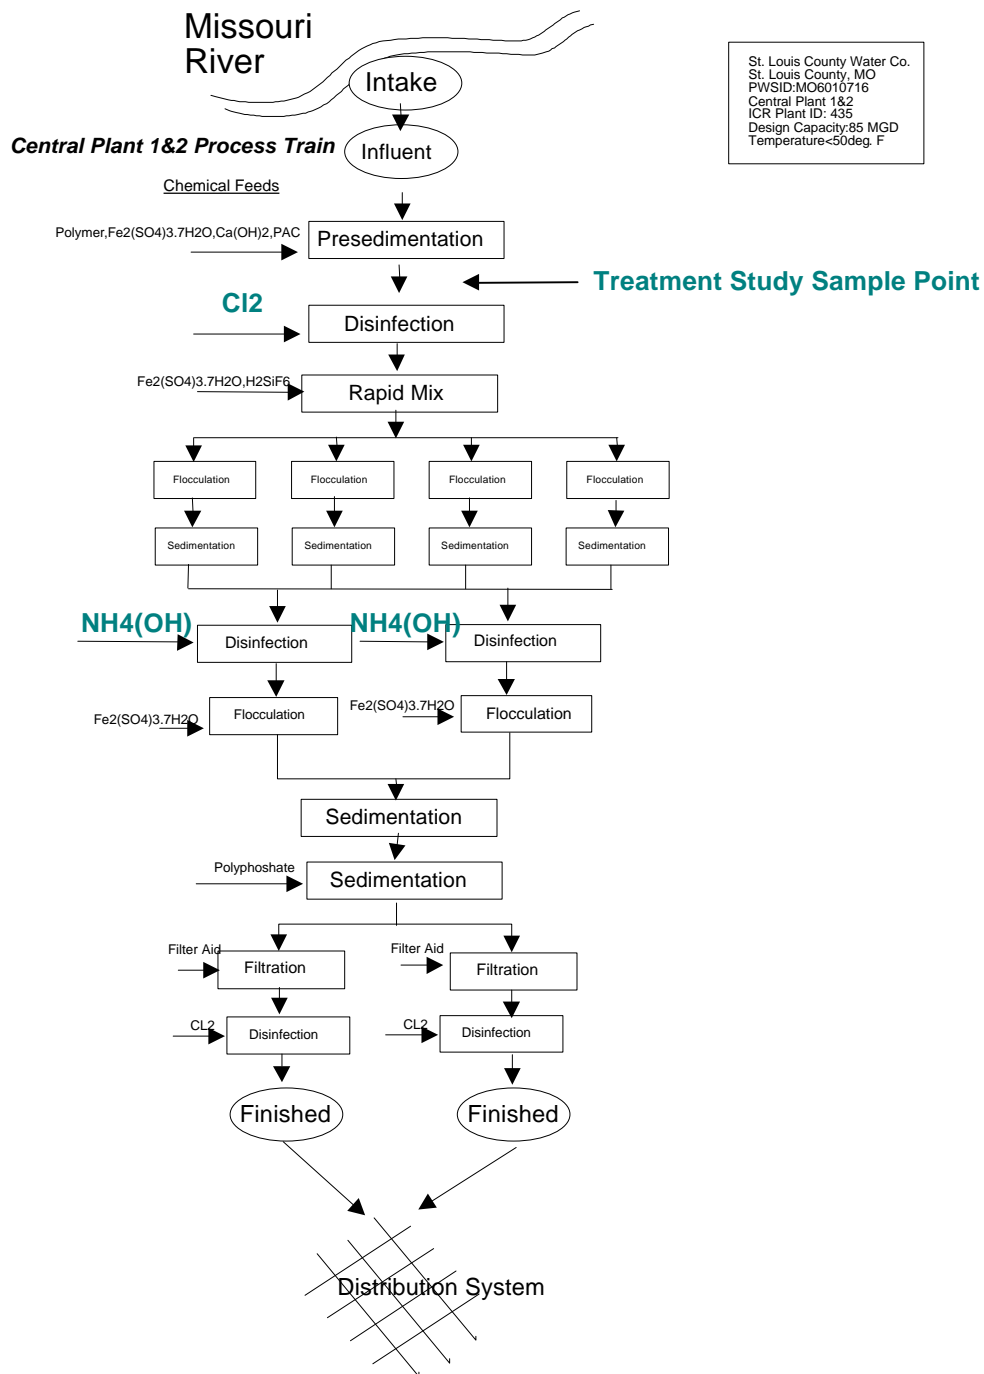 Missouri
River
Intake
St. Louis County Water Co.
St. Louis County, MO
PWSID:MO6010716
Central Plant 1&2
ICR Plant ID: 435
Design Capacity:85 MGD
Temperature<50deg. F
Central Plant 1&2 Process Train
Influent
Chemical Feeds
Polymer,Fe2(SO4)3.7H2O,Ca(OH)2,PAC
Presedimentation
Treatment Study Sample Point
Cl2
Disinfection
Fe2(SO4)3.7H2O,H2SiF6
Rapid Mix
Flocculation Flocculation Flocculation Flocculation
Sedimentation Sedimentation Sedimentation Sedimentation
NH4(OH) Disinfection NH4(OH) Disinfection
Fe2(SO4)3.7H2O Flocculation Fe2(SO4)3.7H2O Flocculation
Sedimentation
Polyphoshate
Sedimentation
Filter Aid Filtration Filter Aid Filtration
CL2 Disinfection CL2 Disinfection
Finished Finished
Distribution System